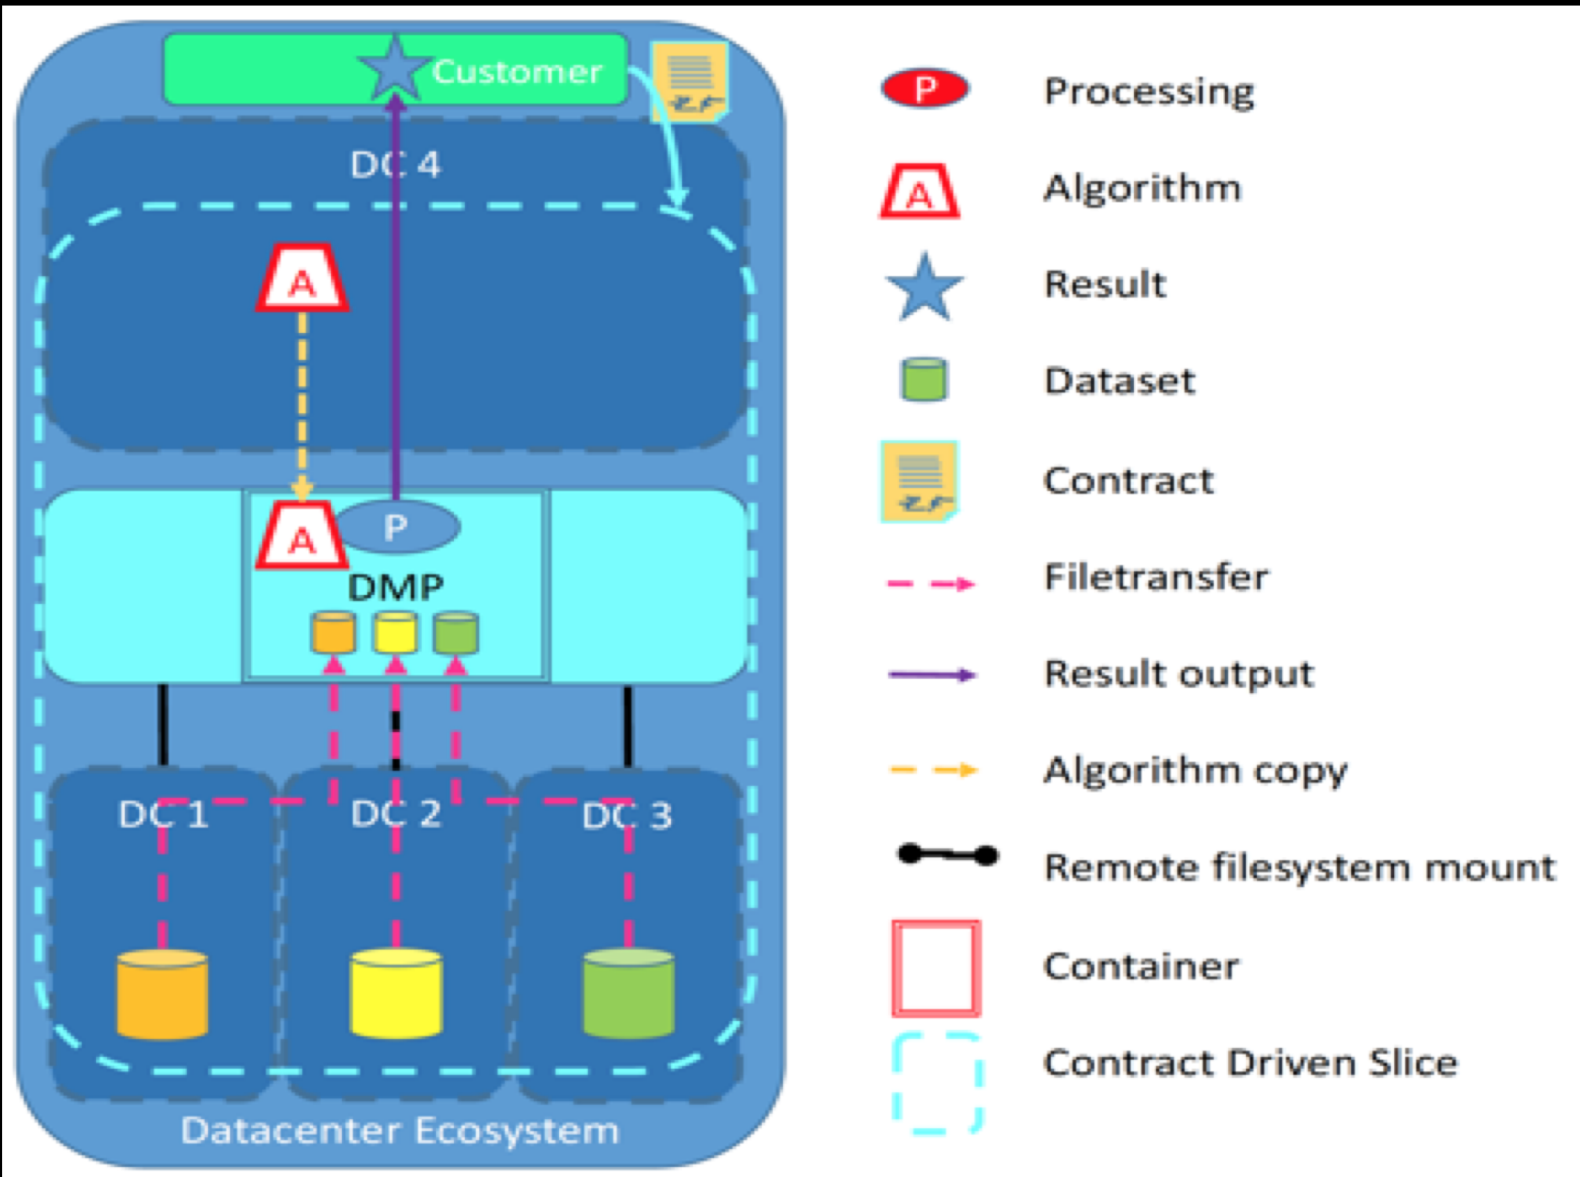 Customer
DC 4
A
A
P
DMP
DC 1
DC 2
DC 3
Datacenter Ecosystem
P
Processing
A
Algorithm
Result
Dataset
Contract
Filetransfer
Result output
Algorithm copy
Remote filesystem mount
Container
Contract Driven Slice